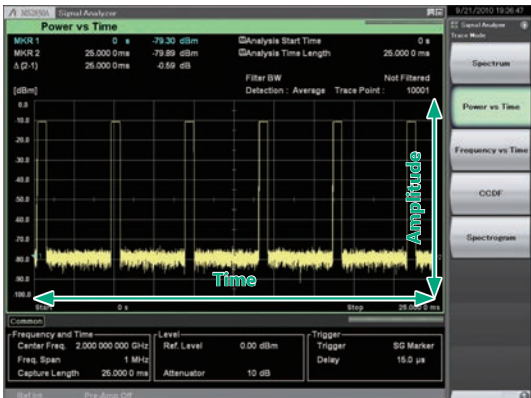 MS2830A Signal Analyzer
9/21/2010 19:26:47
Power vs Time
MKR 1 0 s -79.30 dBm Analysis Start Time 0 s
MKR 2 25.000 0 ms -79.89 dBm Analysis Time Length 25.000 0 ms
Δ (2-1) 25.000 0 ms -0.59 dB
Filter BW Not Filtered
[dBm] Detection : Average Trace Point : 10001
0.0
-10.0
-20.0
-30.0
-40.0
-50.0
-60.0
-70.0
-80.0
-90.0
-100.0
Amplitude
Time
Start 0 s Stop 25.000 0 ms
Common
Frequency and Time
Center Freq. 2.000 000 000 GHz
Freq. Span 1 MHz
Capture Length 25.000 0 ms
Level
Ref. Level 0.00 dBm
Attenuator 10 dB
Trigger
Trigger SG Marker
Delay 15.0 µs
Ref.Int Pre-Amp Off
Signal Analyzer
Trace Mode
Spectrum
Power vs Time
Frequency vs Time
CCDF
Spectrogram